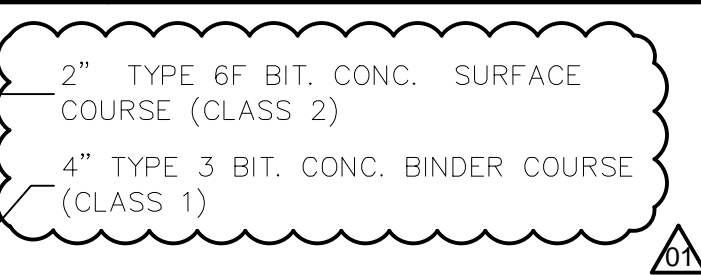 2” TYPE 6F BIT. CONC. SURFACE
COURSE (CLASS 2)
4” TYPE 3 BIT. CONC. BINDER COURSE
(CLASS 1)
01